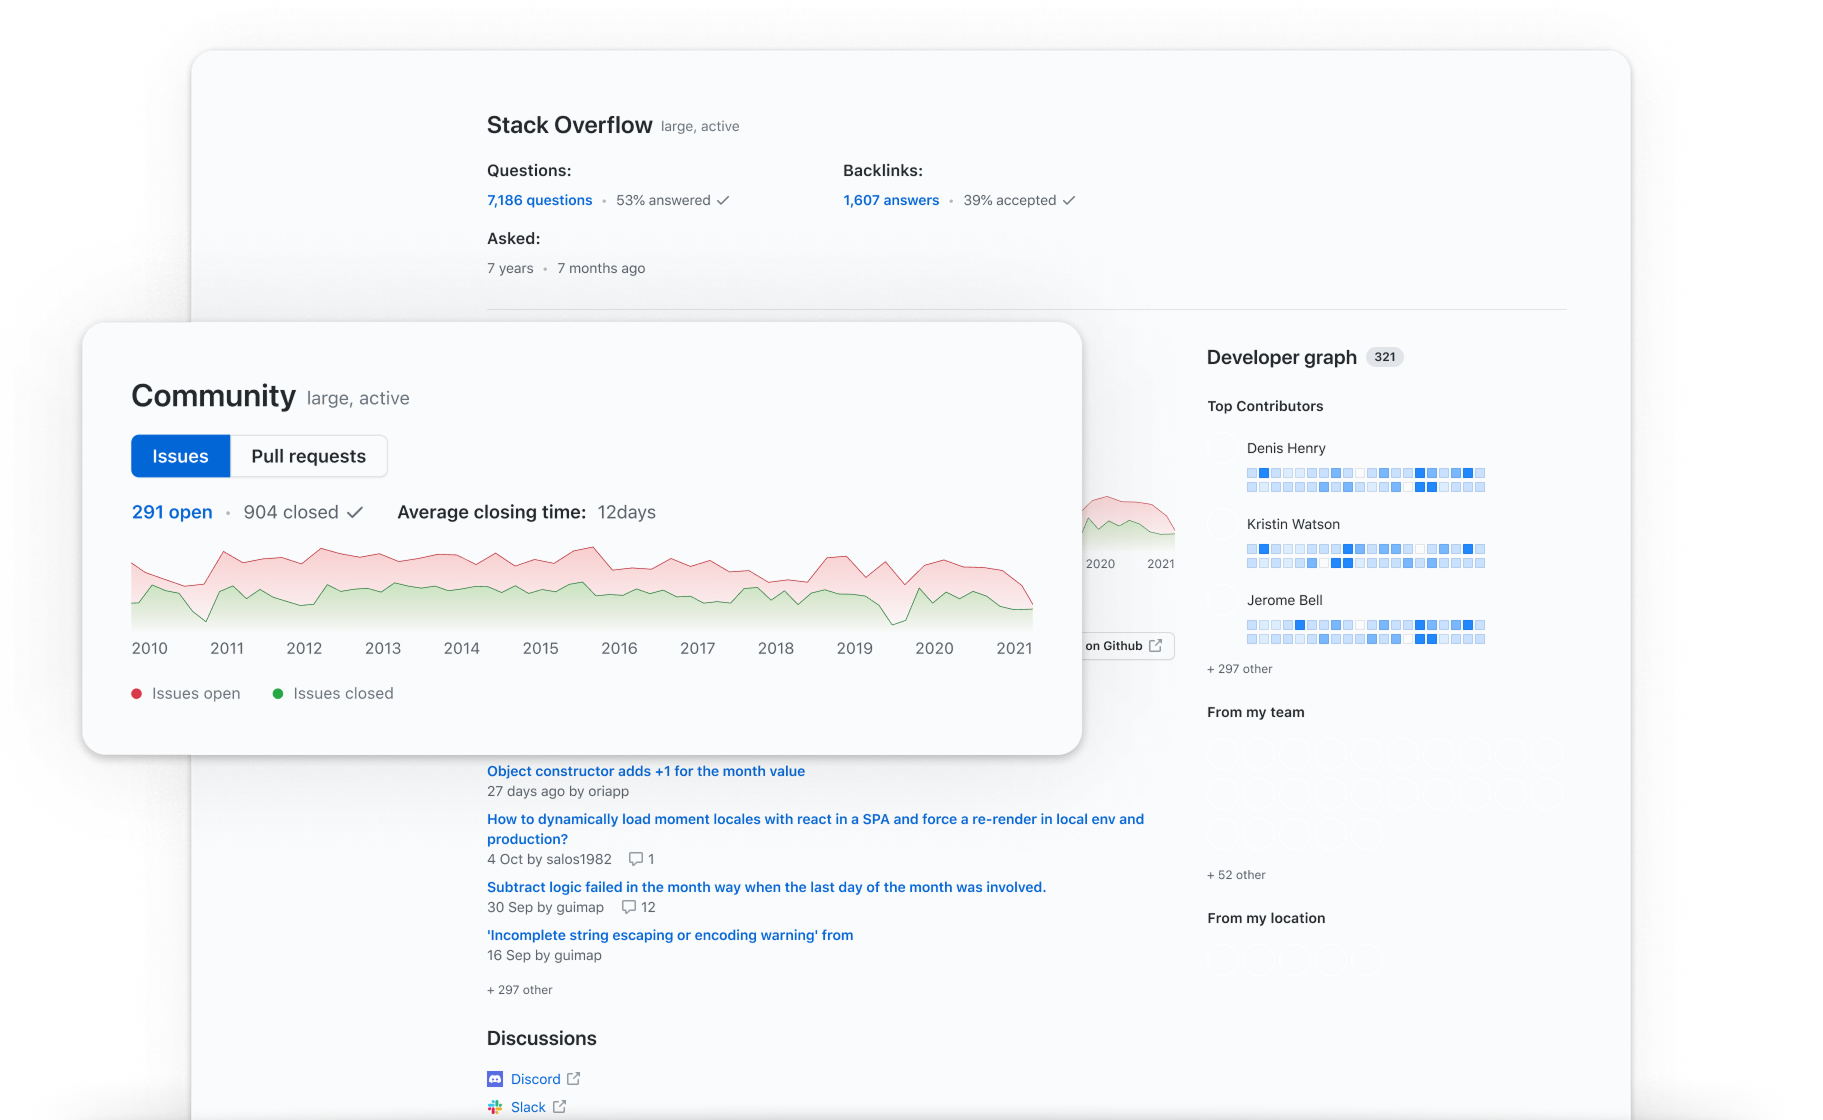 Stack Overflow large, active
Questions:
7,186 questions • 53% answered
Backlinks:
1,607 answers • 39% accepted
Asked:
7 years • 7 months ago
Community large, active
Issues
Pull requests
291 open • 904 closed
Average closing time: 12days
2010 2011 2012 2013 2014 2015 2016 2017 2018 2019 2020 2021
Issues open
Issues closed
2020 2021
on Github
Object constructor adds +1 for the month value
27 days ago by oriapp
How to dynamically load moment locales with react in a SPA and force a re-render in local env and
production?
4 Oct by salos1982 1
Subtract logic failed in the month way when the last day of the month was involved.
30 Sep by guimap 12
'Incomplete string escaping or encoding warning' from
16 Sep by guimap
+ 297 other
Discussions
Discord
Slack
Developer graph 321
Top Contributors
Denis Henry
Kristin Watson
Jerome Bell
+ 297 other
From my team
+ 52 other
From my location